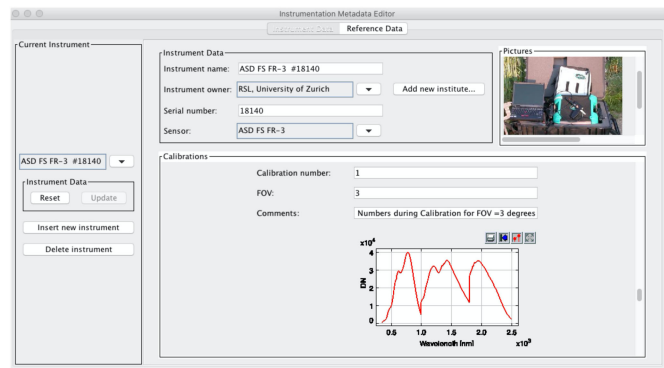 Instrumentation Metadata Editor
Instrument Data Reference Data
Current Instrument
ASD FS FR-3 #18140
Instrument Data
Reset Update
Insert new instrument
Delete instrument
Instrument Data
Instrument name: ASD FS FR-3 #18140
Instrument owner: RSL, University of Zurich Add new institute...
Serial number: 18140
Sensor: ASD FS FR-3
Pictures
Calibrations
Calibration number: 1
FOV: 3
Comments: Numbers during Calibration for FOV =3 degrees
x10⁴
4
3
2
1
0
DN
0.5 1.0 1.5 2.0 2.5
Wavelength [nm] x10³